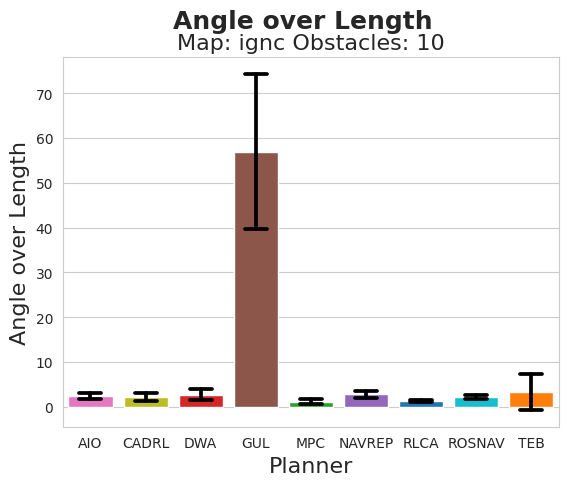 Angle over Length
Map: ignc Obstacles: 10
Angle over Length
70
60
50
40
30
20
10
0
AIO CADRL DWA GUL MPC NAVREP RLCA ROSNAV TEB
Planner